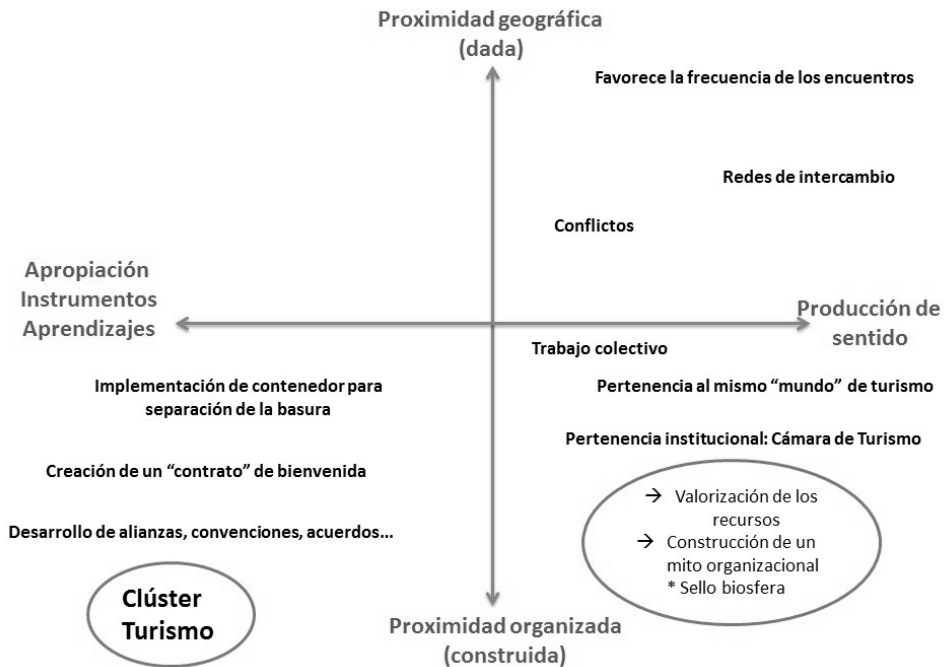 Proximidad geográfica
(dada)
Favorece la frecuencia de los encuentros
Redes de intercambio
Conflictos
Apropiación
Instrumentos
Aprendizajes
Producción de
sentido
Trabajo colectivo
Implementación de contenedor para
separación de la basura
Pertenencia al mismo “mundo” de turismo
Pertenencia institucional: Cámara de Turismo
Creación de un “contrato” de bienvenida
→ Valorización de los
recursos
→ Construcción de un
mito organizacional
* Sello biosfera
Desarrollo de alianzas, convenciones, acuerdos...
Clúster
Turismo
Proximidad organizada
(construida)